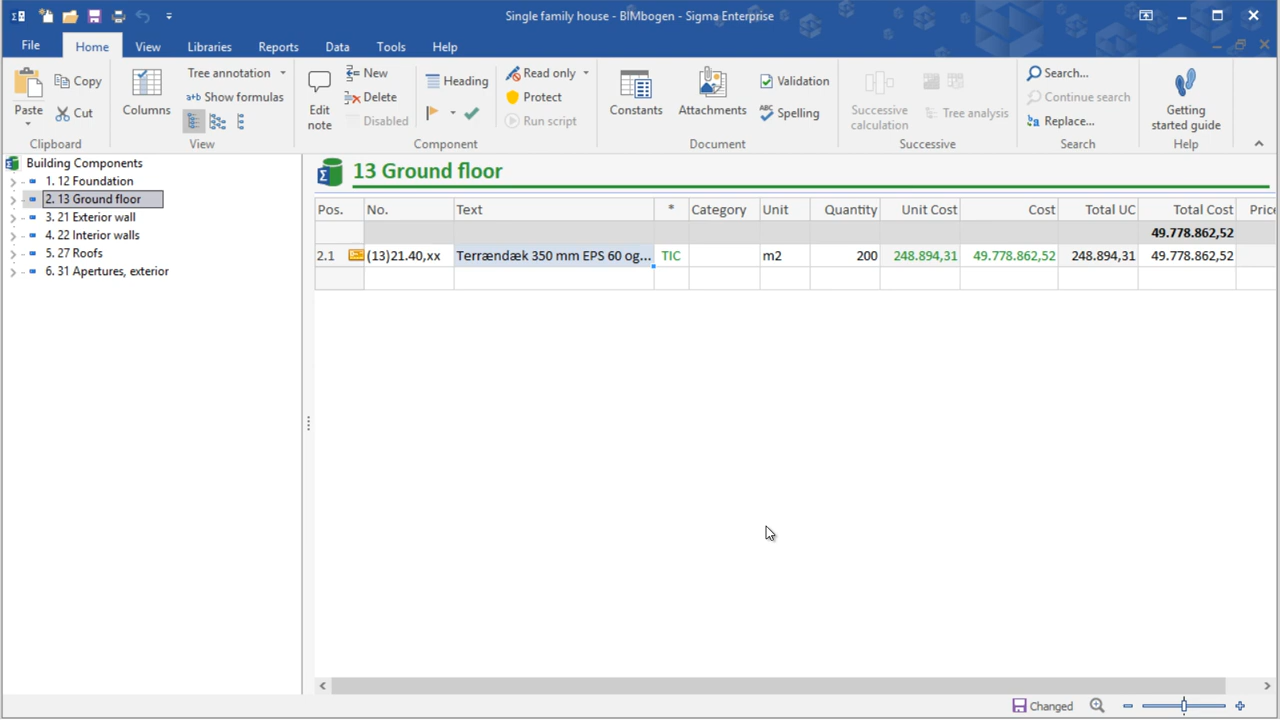 Single family house - BIMbogen - Sigma Enterprise
File Home View Libraries Reports Data Tools Help
Paste
Copy
Cut
Clipboard
Columns
Tree annotation
a+b Show formulas
View
Edit note
New
Delete
Disabled
Heading
Read only
Protect
Run script
Component
Constants
Attachments
Validation
ABC Spelling
Document
Successive calculation
Tree analysis
Successive
Search...
Continue search
Replace...
Search
Getting started guide
Help
Building Components
1. 12 Foundation
2. 13 Ground floor
3. 21 Exterior wall
4. 22 Interior walls
5. 27 Roofs
6. 31 Apertures, exterior
13 Ground floor
Pos. No. Text * Category Unit Quantity Unit Cost Cost Total UC Total Cost Price
49.778.862,52
2.1 (13)21.40,xx Terrændæk 350 mm EPS 60 og... TIC m2 200 248.894,31 49.778.862,52 248.894,31 49.778.862,52
Changed